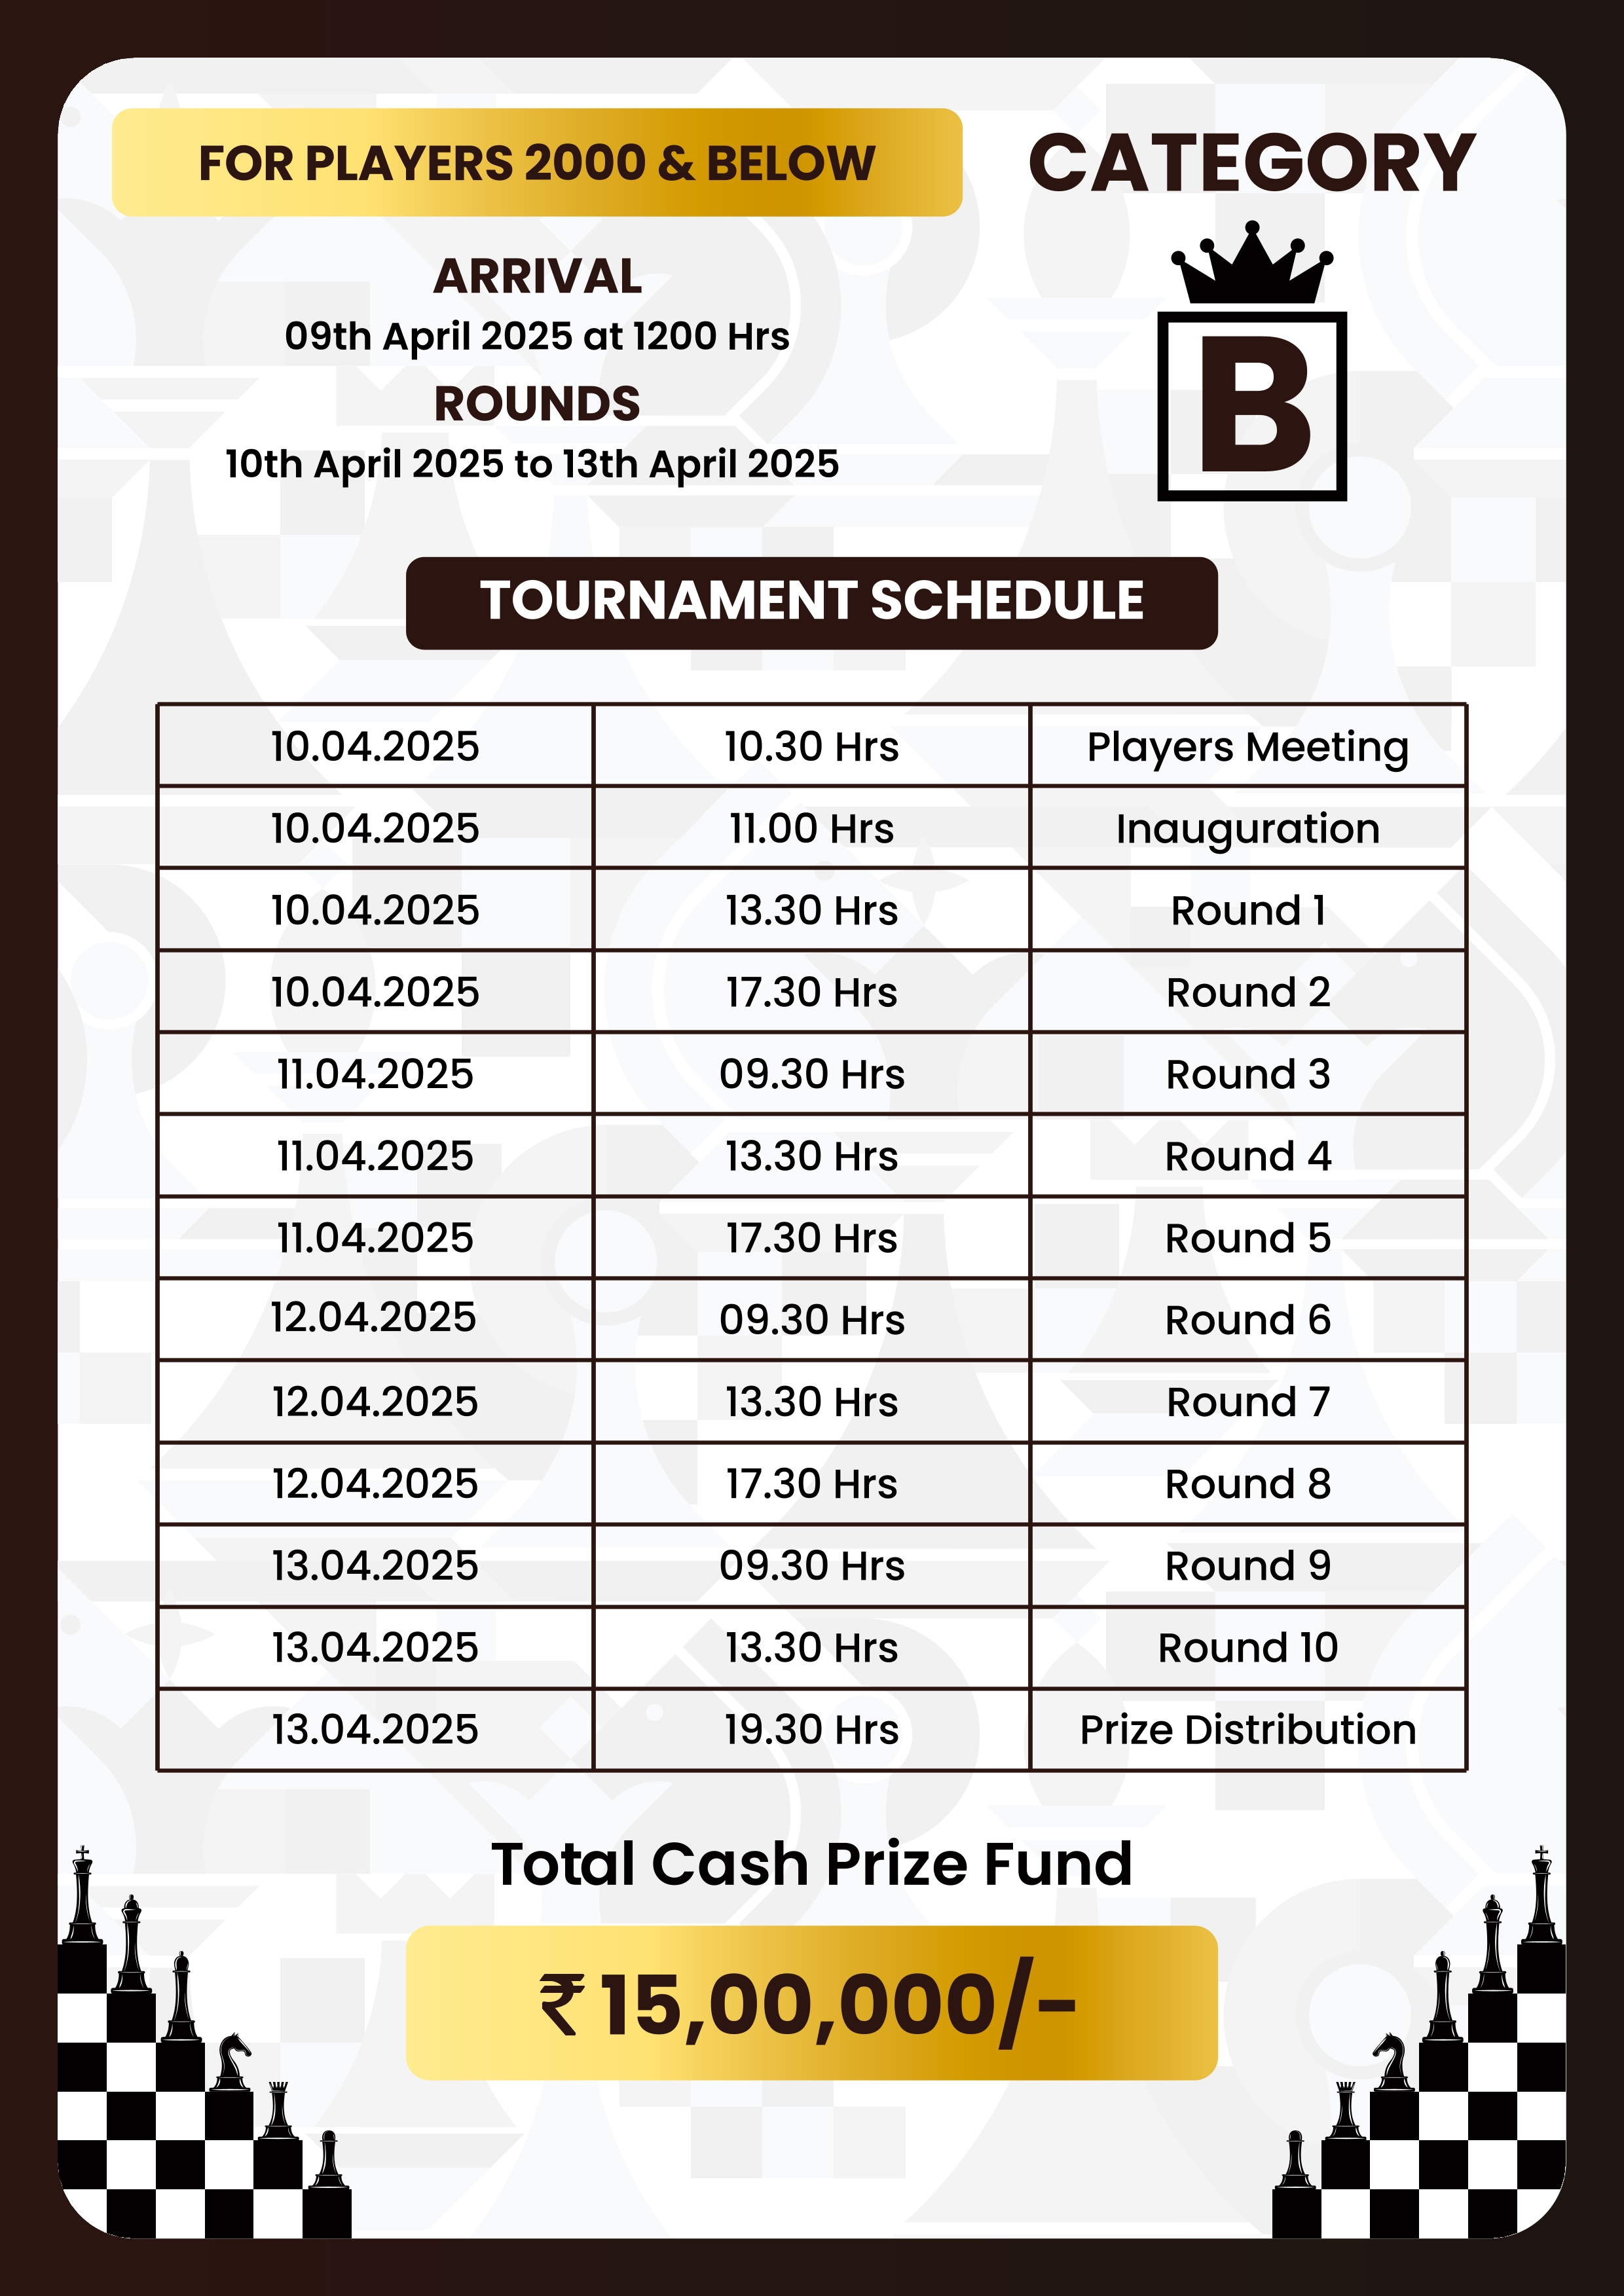 FOR PLAYERS 2000 & BELOW
CATEGORY
B
ARRIVAL
09th April 2025 at 1200 Hrs
ROUNDS
10th April 2025 to 13th April 2025
TOURNAMENT SCHEDULE
10.04.2025 10.30 Hrs Players Meeting
10.04.2025 11.00 Hrs Inauguration
10.04.2025 13.30 Hrs Round 1
10.04.2025 17.30 Hrs Round 2
11.04.2025 09.30 Hrs Round 3
11.04.2025 13.30 Hrs Round 4
11.04.2025 17.30 Hrs Round 5
12.04.2025 09.30 Hrs Round 6
12.04.2025 13.30 Hrs Round 7
12.04.2025 17.30 Hrs Round 8
13.04.2025 09.30 Hrs Round 9
13.04.2025 13.30 Hrs Round 10
13.04.2025 19.30 Hrs Prize Distribution
Total Cash Prize Fund
₹ 15,00,000/-